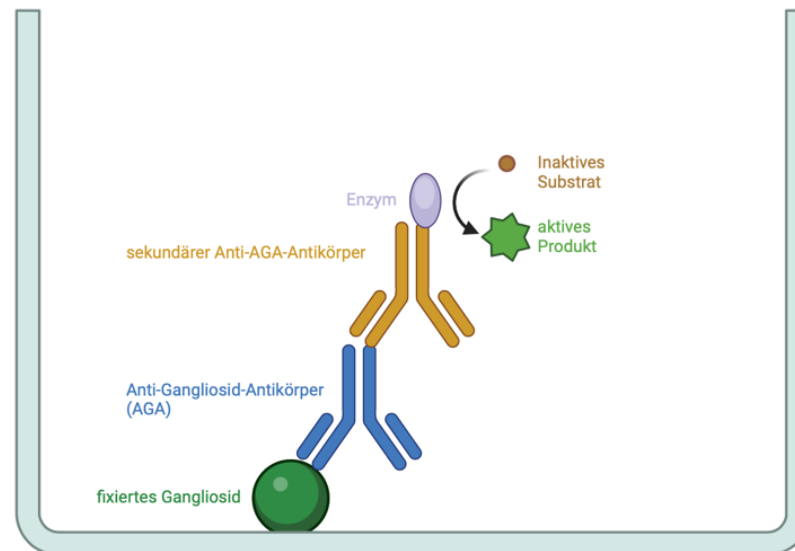 Inaktives
Substrat
Enzym
aktives
Produkt
sekundärer Anti-AGA-Antikörper
Anti-Gangliosid-Antikörper
(AGA)
fixiertes Gangliosid